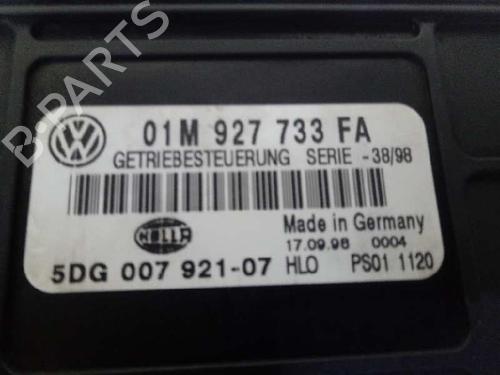 B-PARTS
01M 927 733 FA
GETRIEBESTEUERUNG SERIE -38/98
HELLA
Made in Germany
17.09.98 0004
5DG 007 921-07 HLO PS01 1120